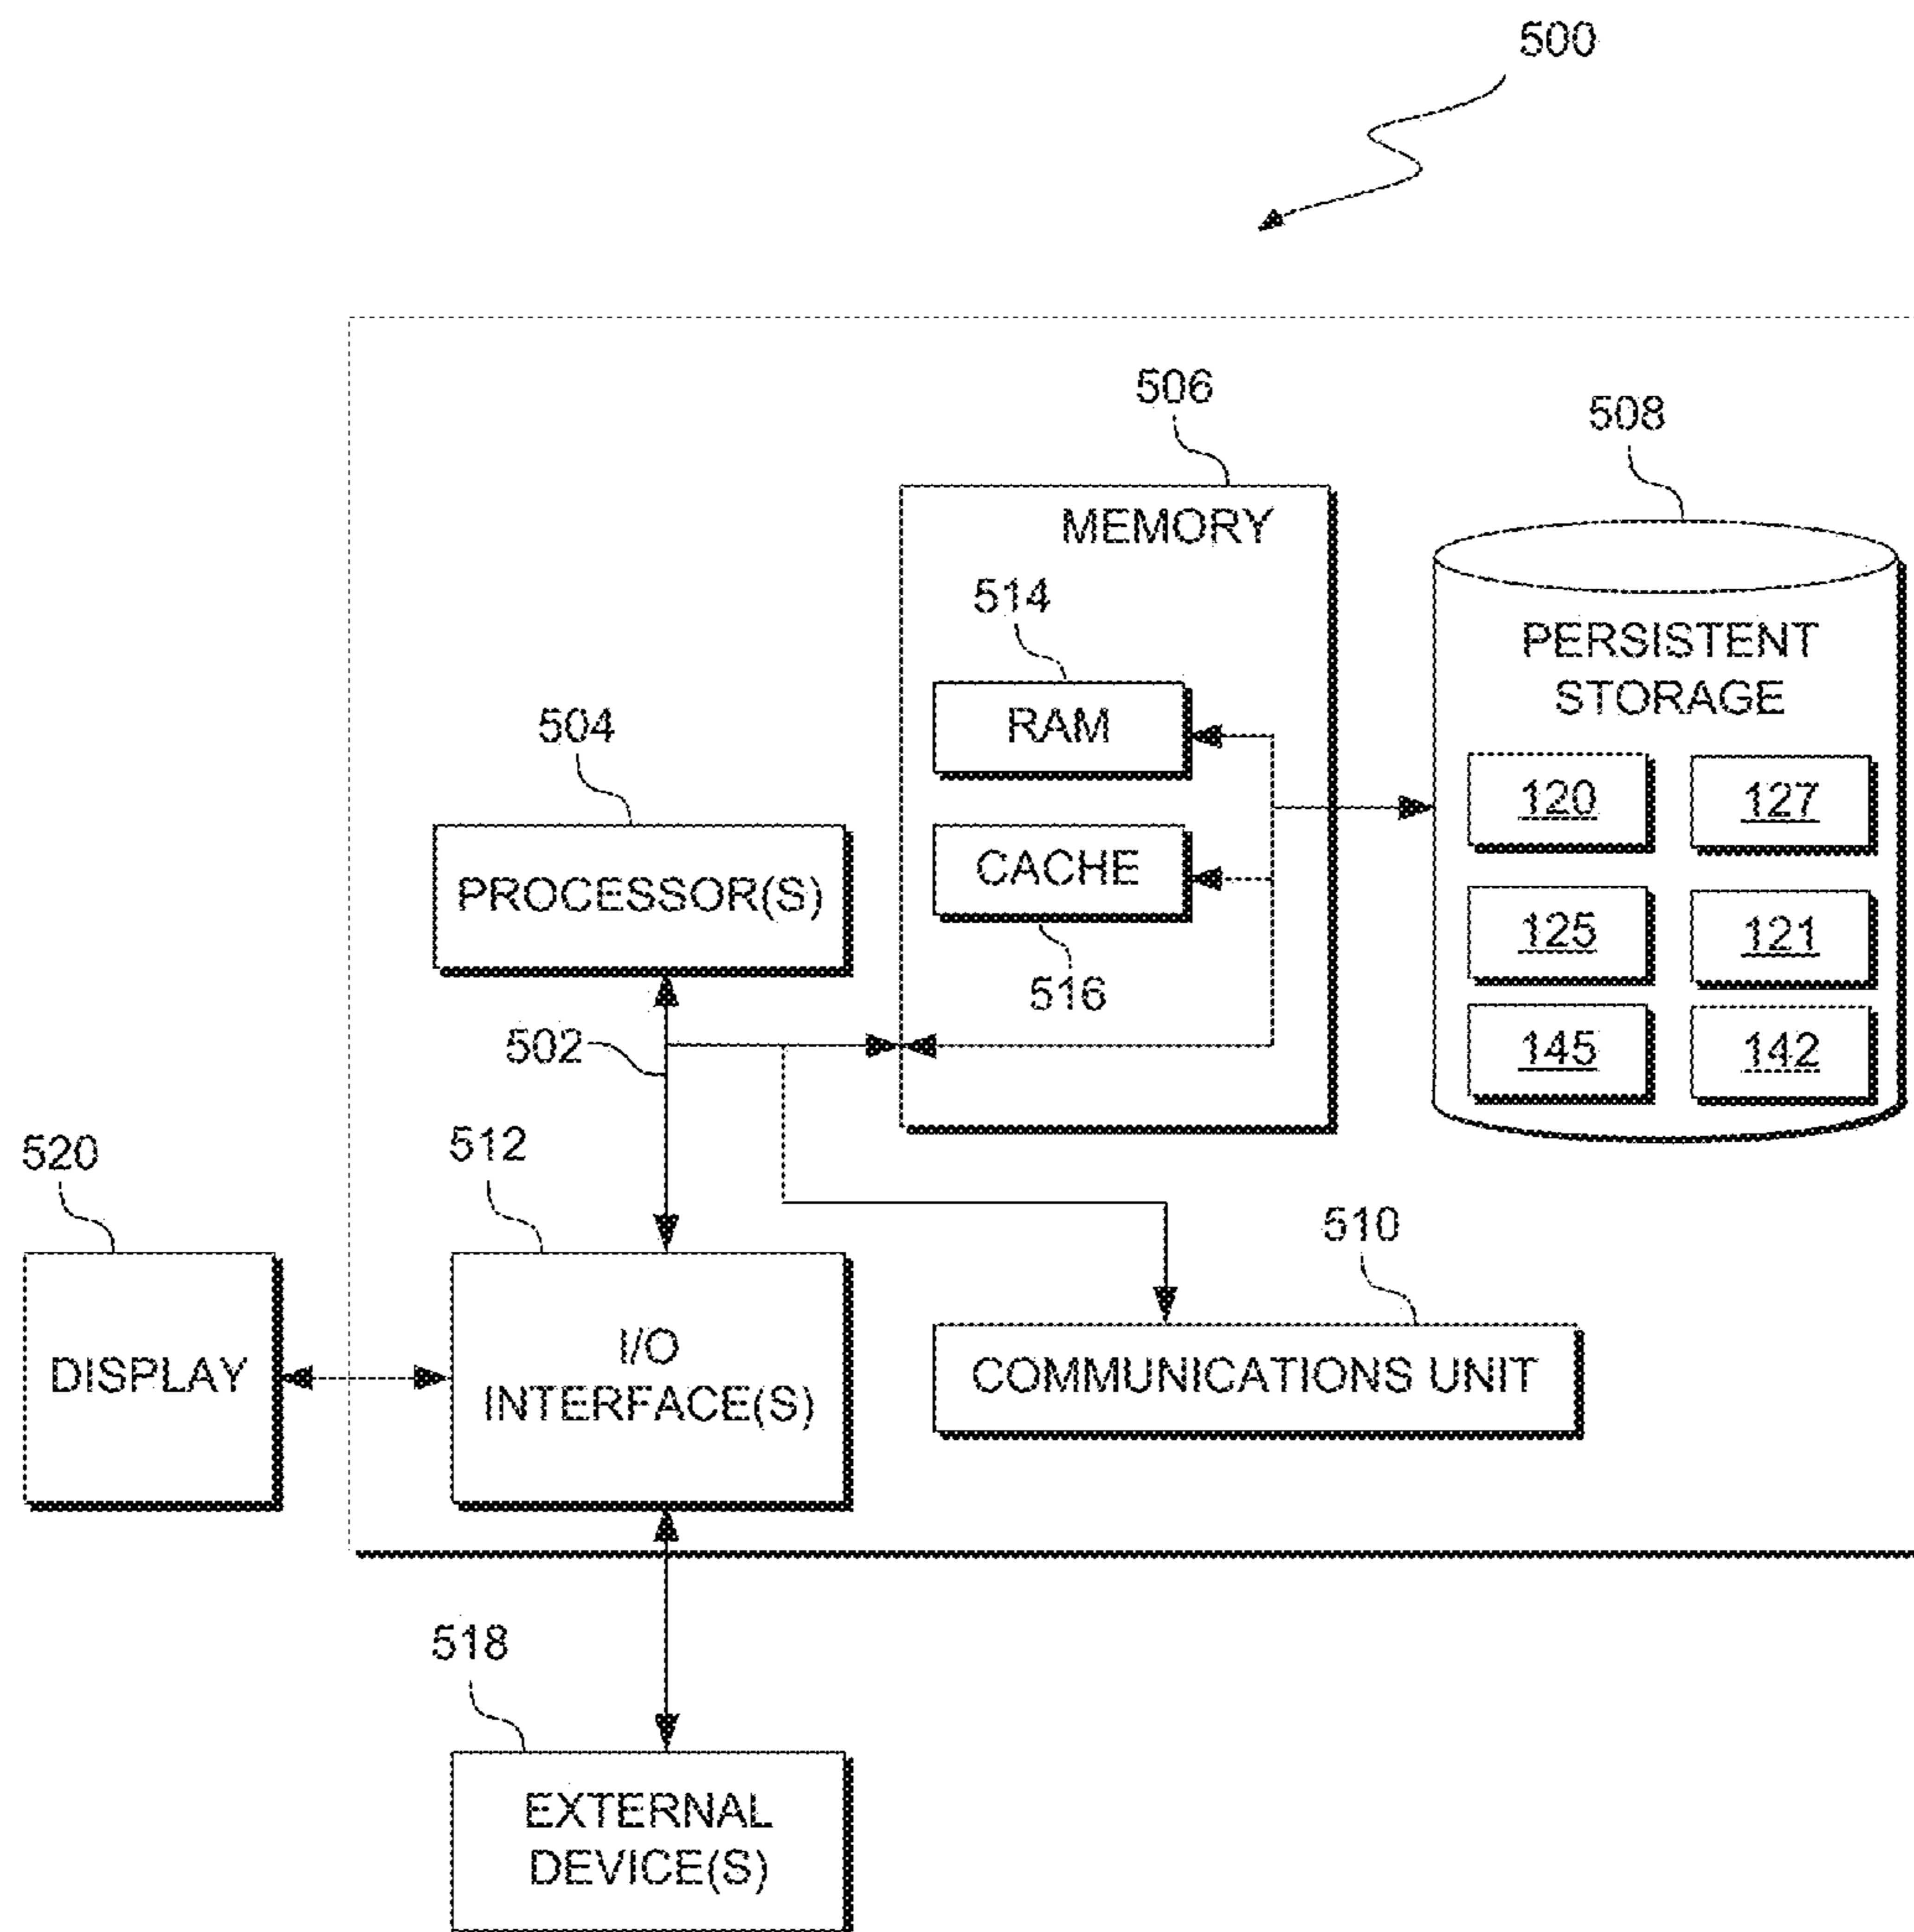 500
506
508
MEMORY
514
PERSISTENT
STORAGE
RAM
504
120
127
CACHE
PROCESSOR(S)
125
121
516
502
145
142
520
512
510
I/O
INTERFACE(S)
DISPLAY
COMMUNICATIONS UNIT
518
EXTERNAL
DEVICE(S)